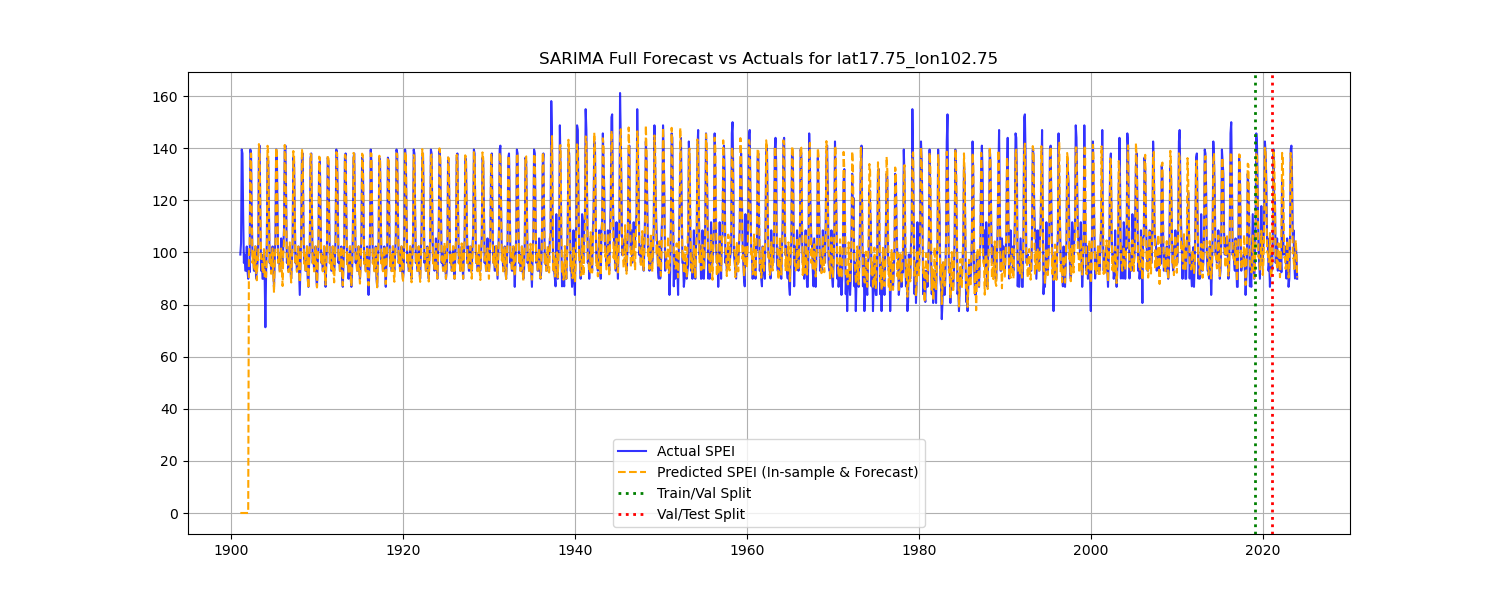 SARIMA Full Forecast vs Actuals for lat17.75_lon102.75
160
140
120
100
80
60
40
20
0
Actual SPEI
Predicted SPEI (In-sample & Forecast)
Train/Val Split
Val/Test Split
1900 1920 1940 1960 1980 2000 2020